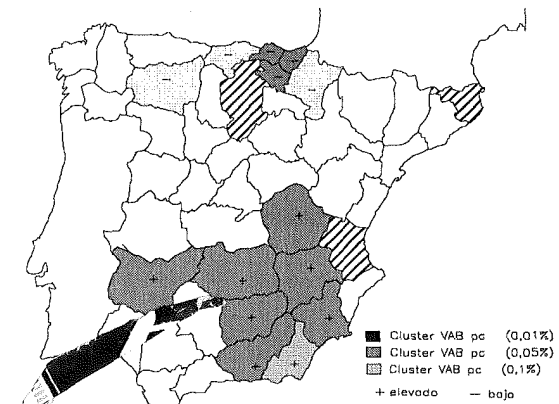 Cluster VAB pc (0,01%)
Cluster VAB pc (0,05%)
Cluster VAB pc (0,1%)
+ elevado − bajo